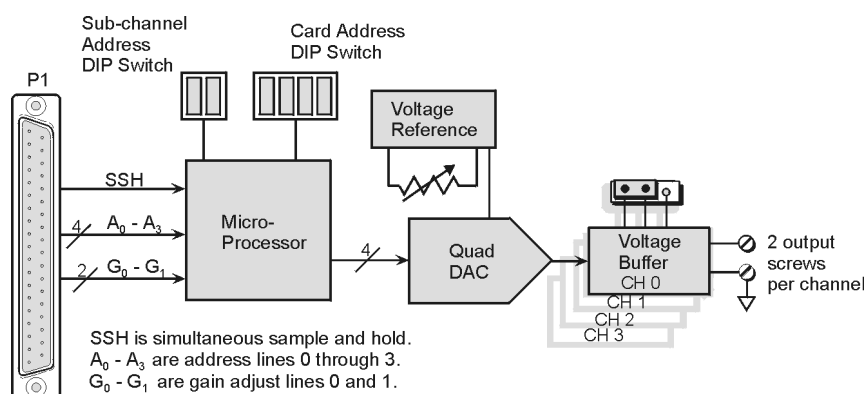 Sub-channel
Address
DIP Switch
Card Address
DIP Switch
P1
Voltage
Reference
SSH
4
A₀ - A₃
2
G₀ - G₁
Micro-
Processor
4
Quad
DAC
Voltage
Buffer
CH 0
CH 1
CH 2
CH 3
2 output
screws
per channel
SSH is simultaneous sample and hold.
A₀ - A₃ are address lines 0 through 3.
G₀ - G₁ are gain adjust lines 0 and 1.